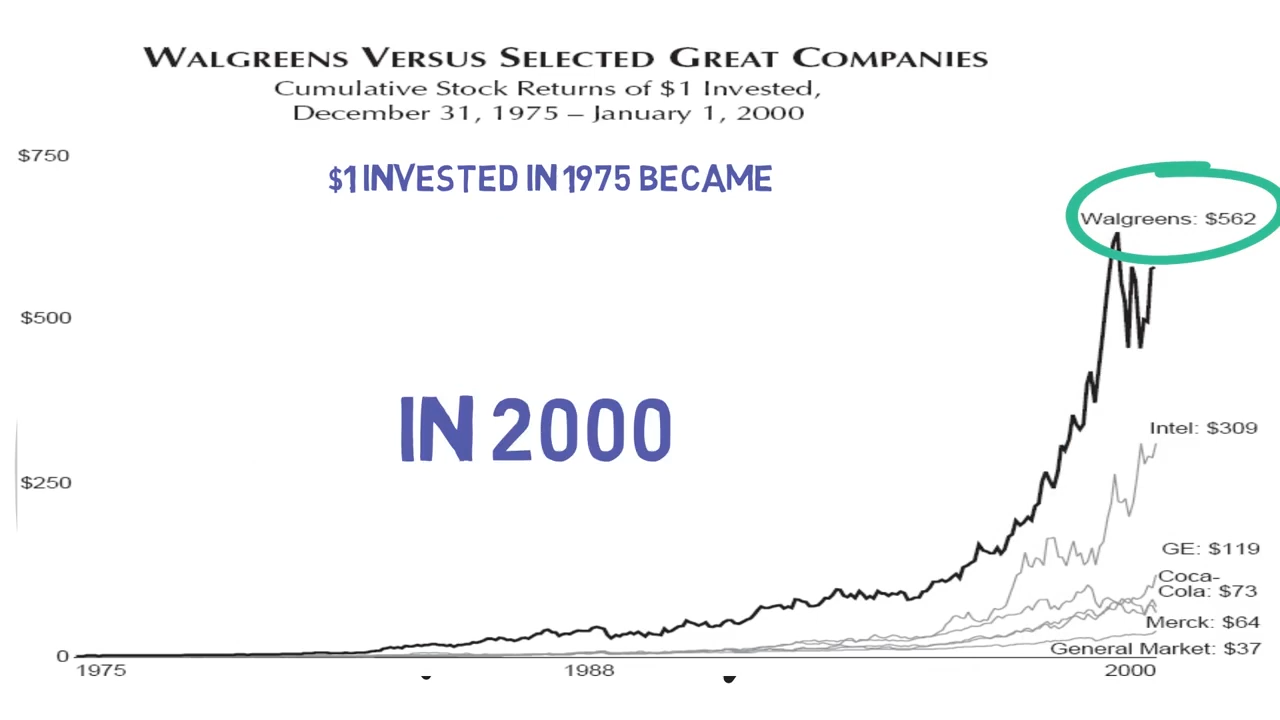 WALGREENS VERSUS SELECTED GREAT COMPANIES
Cumulative Stock Returns of $1 Invested,
December 31, 1975 – January 1, 2000
$750
$1 INVESTED IN 1975 BECAME
Walgreens: $562
$500
IN 2000
Intel: $309
$250
GE: $119
Coca-
Cola: $73
Merck: $64
General Market: $37
0
1975
1988
2000